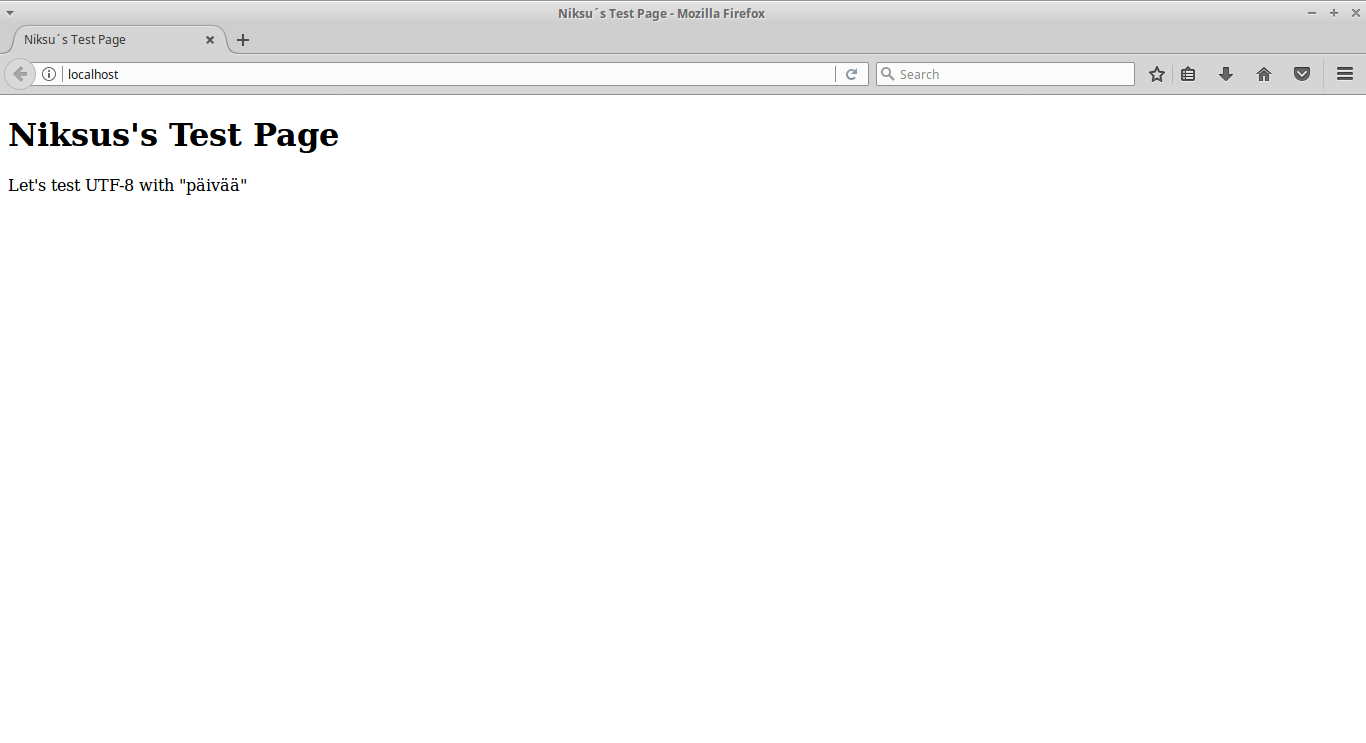 Niksu´s Test Page - Mozilla Firefox
Niksu´s Test Page
localhost
Search
Niksus's Test Page
Let's test UTF-8 with "päivää"